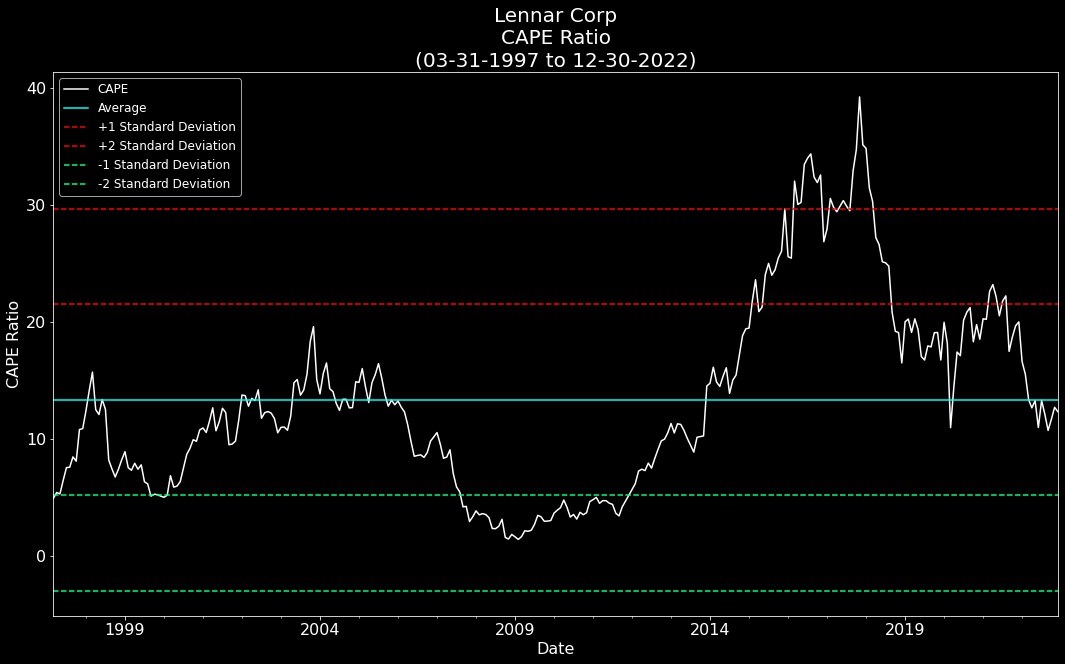 Lennar Corp
CAPE Ratio
(03-31-1997 to 12-30-2022)
CAPE
Average
+1 Standard Deviation
+2 Standard Deviation
-1 Standard Deviation
-2 Standard Deviation
CAPE Ratio
40
30
20
10
0
1999 2004 2009 2014 2019
Date